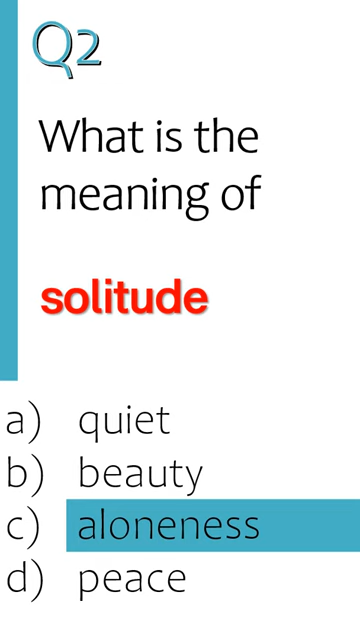 Q2
What is the
meaning of
solitude
a) quiet
b) beauty
c) aloneness
d) peace